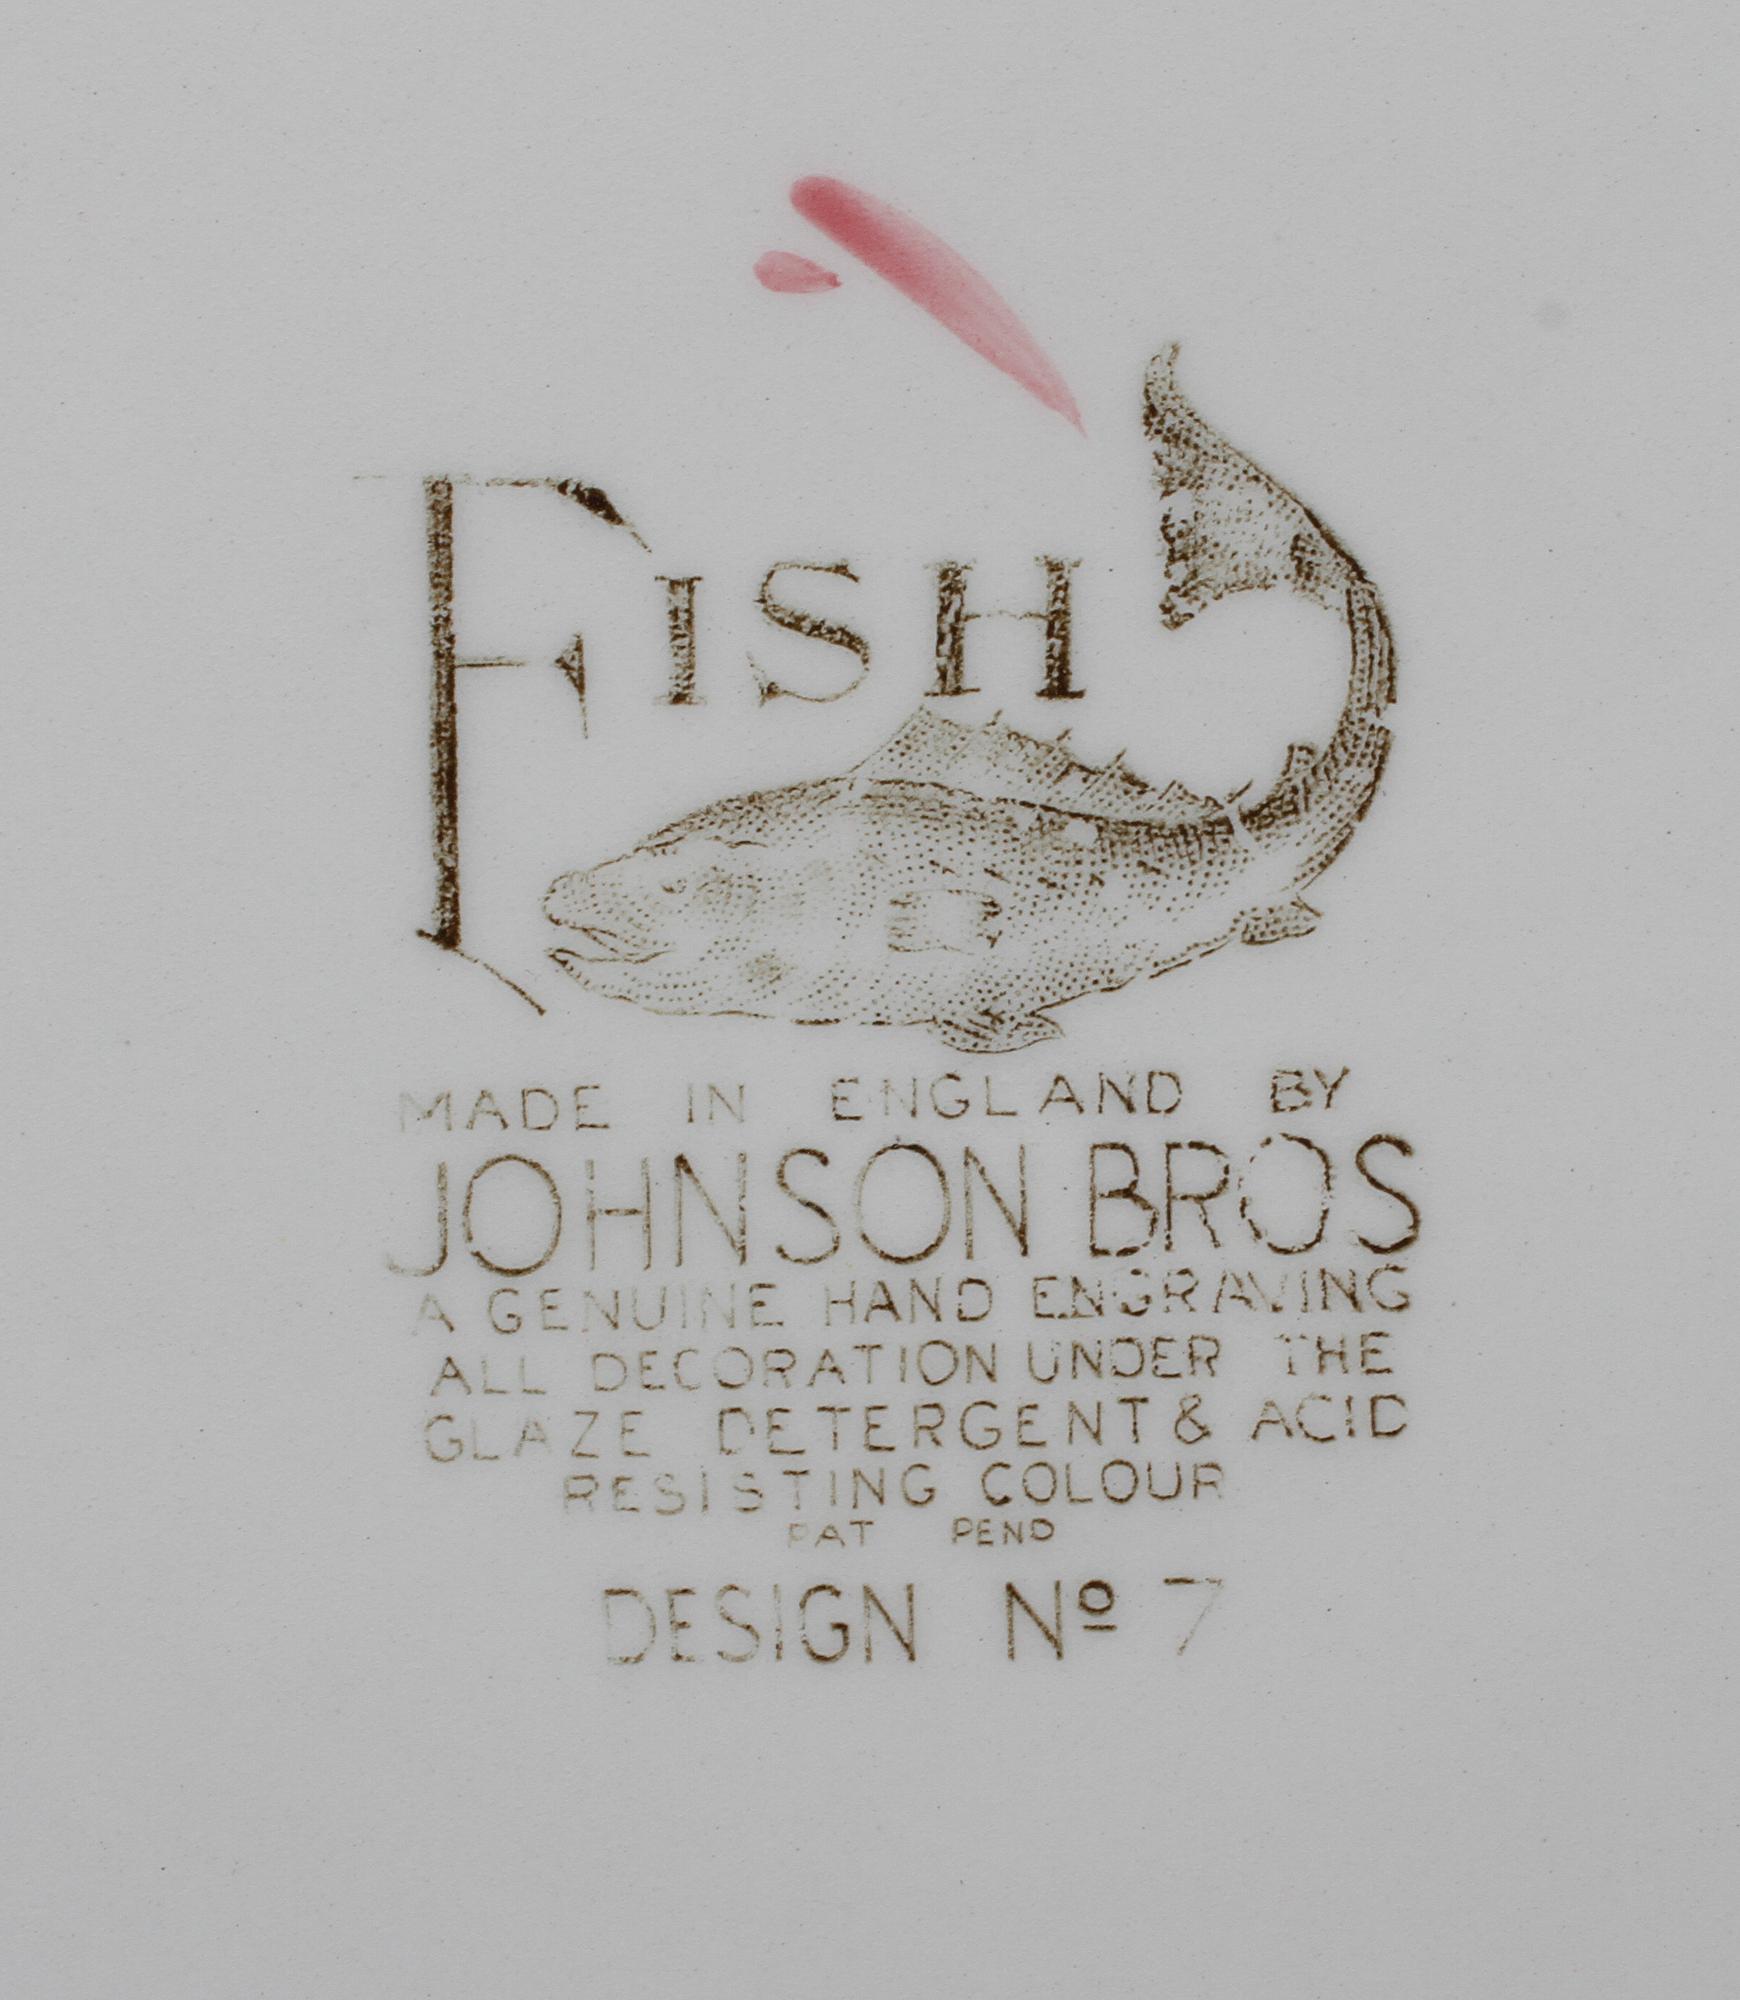 FISH
MADE IN ENGLAND BY
JOHNSON BROS
A GENUINE HAND ENGRAVING
ALL DECORATION UNDER THE
GLAZE DETERGENT & ACID
RESISTING COLOUR
PAT PEND
DESIGN Nº 7